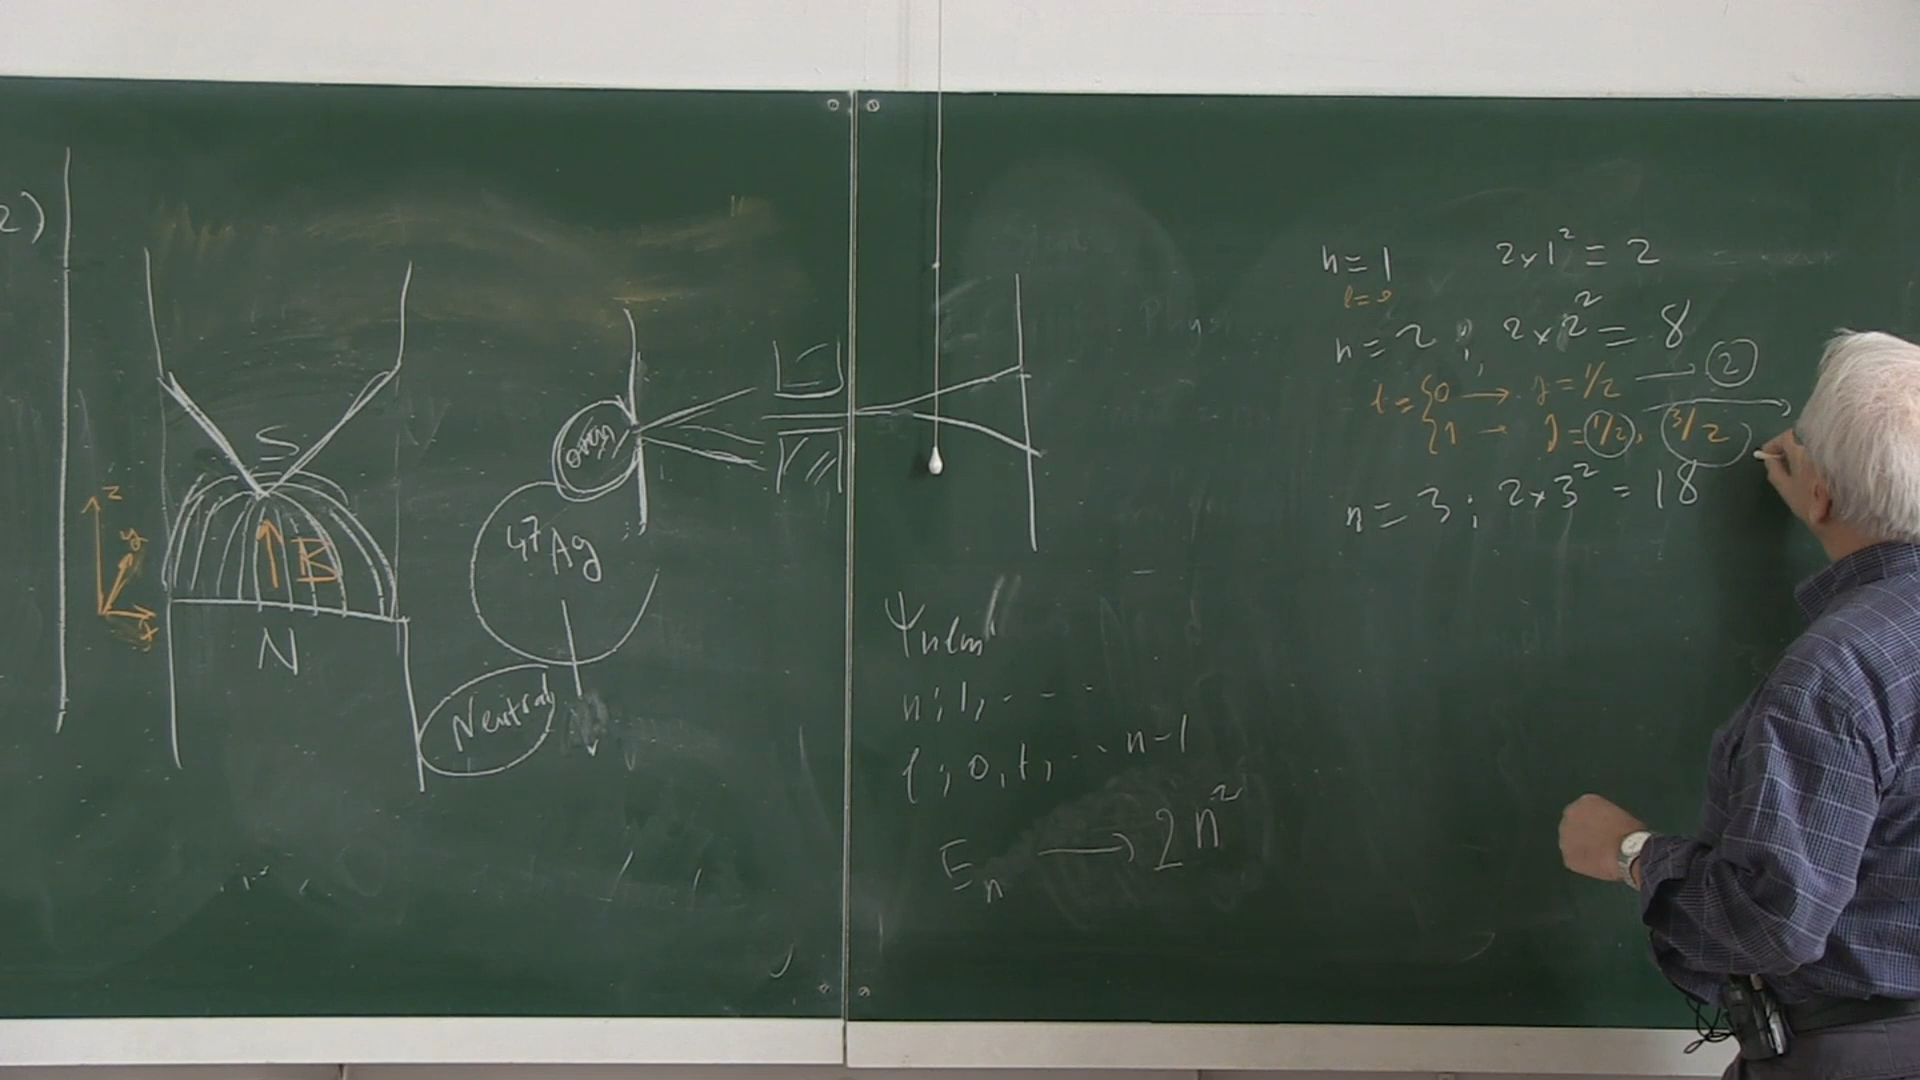 2)
S
z
y
x
B
N
oven
47 Ag
Neutral
Ψnlm
n; 1, - - -
l; 0, 1, ... n-1
En → 2n²
n=1 2×1² = 2
l=0
n=2; 2×2² = 8
l={0 → j=1/2 → 2
{1 → j=1/2, 3/2
n=3; 2×3² = 18